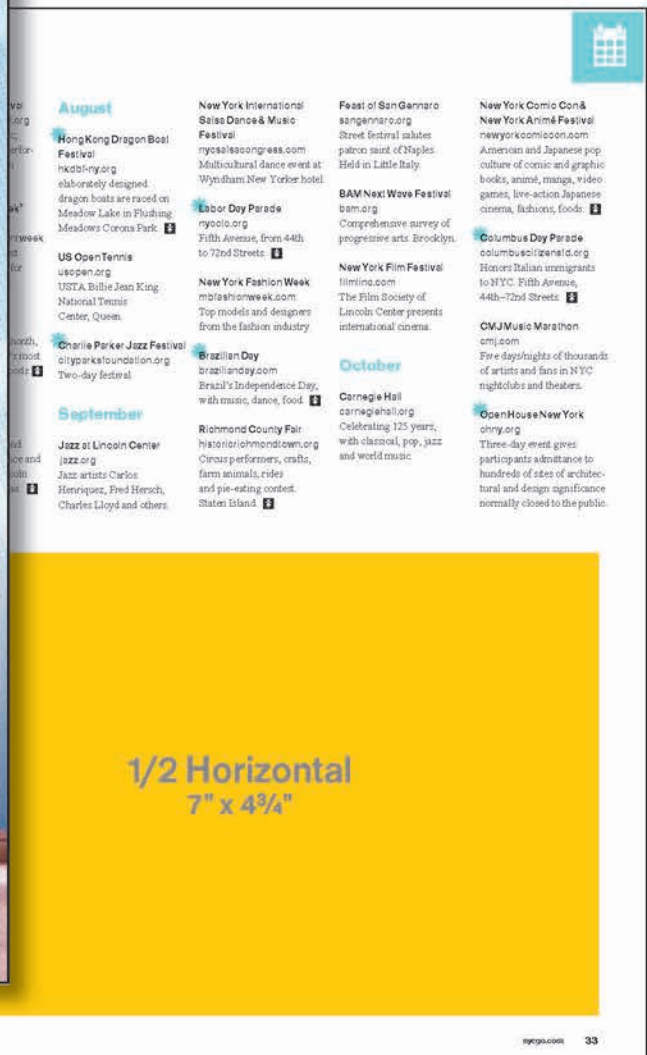 August
Hong Kong Dragon Boat
Festival
hkdbf-ny.org
elaborately designed
dragon boats are raced on
Meadow Lake in Flushing
Meadows Corona Park.
US Open Tennis
usopen.org
USTA Billie Jean King
National Tennis
Center, Queen.
Charlie Parker Jazz Festival
cityparksfoundation.org
Two-day festival.
September
Jazz at Lincoln Center
jazz.org
Jazz artists Carlos
Henriquez, Fred Hersch,
Charles Lloyd and others.
New York International
Salsa Dance & Music
Festival
nycsalsacongress.com
Multicultural dance event at
Wyndham New Yorker hotel.
Labor Day Parade
nycclc.org
Fifth Avenue, from 44th
to 72nd Streets.
New York Fashion Week
mbfashionweek.com
Top models and designers
from the fashion industry
Brazilian Day
brazilianday.com
Brazil's Independence Day,
with music, dance, food.
Richmond County Fair
historicrichmondtown.org
Circus performers, crafts,
farm animals, rides
and pie-eating contest.
Staten Island.
Feast of San Gennaro
sangennaro.org
Street festival salutes
patron saint of Naples.
Held in Little Italy.
BAM Next Wave Festival
bam.org
Comprehensive survey of
progressive arts. Brooklyn.
New York Film Festival
filmlinc.com
The Film Society of
Lincoln Center presents
international cinema.
October
Carnegie Hall
carnegiehall.org
Celebrating 125 years,
with classical, pop, jazz
and world music.
New York Comic Con &
New York Animé Festival
newyorkcomiccon.com
American and Japanese pop
culture of comic and graphic
books, animé, manga, video
games, live-action Japanese
cinema, fashions, foods.
Columbus Day Parade
columbuscitizensfd.org
Honors Italian immigrants
to NYC. Fifth Avenue,
44th–72nd Streets.
CMJ Music Marathon
cmj.com
Five days/nights of thousands
of artists and fans in NYC
nightclubs and theaters.
Open House New York
ohny.org
Three-day event gives
participants admittance to
hundreds of sites of architec-
tural and design significance
normally closed to the public.
1/2 Horizontal
7" x 4¾"
nycgo.com 33